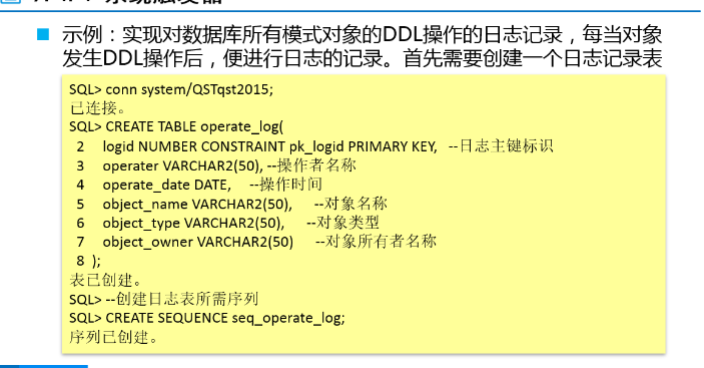 示例：实现对数据库所有模式对象的DDL操作的日志记录，每当对象
发生DDL操作后，便进行日志的记录。首先需要创建一个日志记录表
SQL> conn system/QSTqst2015;
已连接。
SQL> CREATE TABLE operate_log(
2 logid NUMBER CONSTRAINT pk_logid PRIMARY KEY, --日志主键标识
3 operater VARCHAR2(50), --操作者名称
4 operate_date DATE, --操作时间
5 object_name VARCHAR2(50), --对象名称
6 object_type VARCHAR2(50), --对象类型
7 object_owner VARCHAR2(50) --对象所有者名称
8 );
表已创建。
SQL> --创建日志表所需序列
SQL> CREATE SEQUENCE seq_operate_log;
序列已创建。